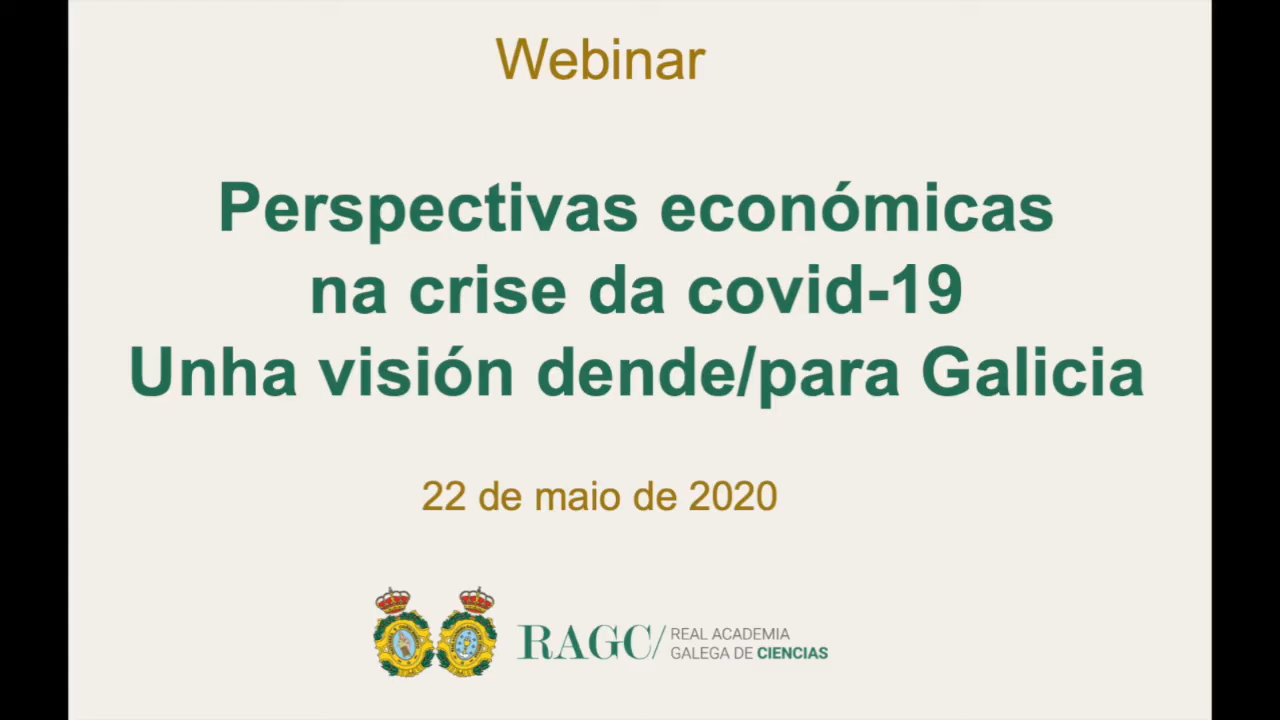 Webinar
Perspectivas económicas
na crise da covid-19
Unha visión dende/para Galicia
22 de maio de 2020
RAGC/ REAL ACADEMIA
GALEGA DE CIENCIAS